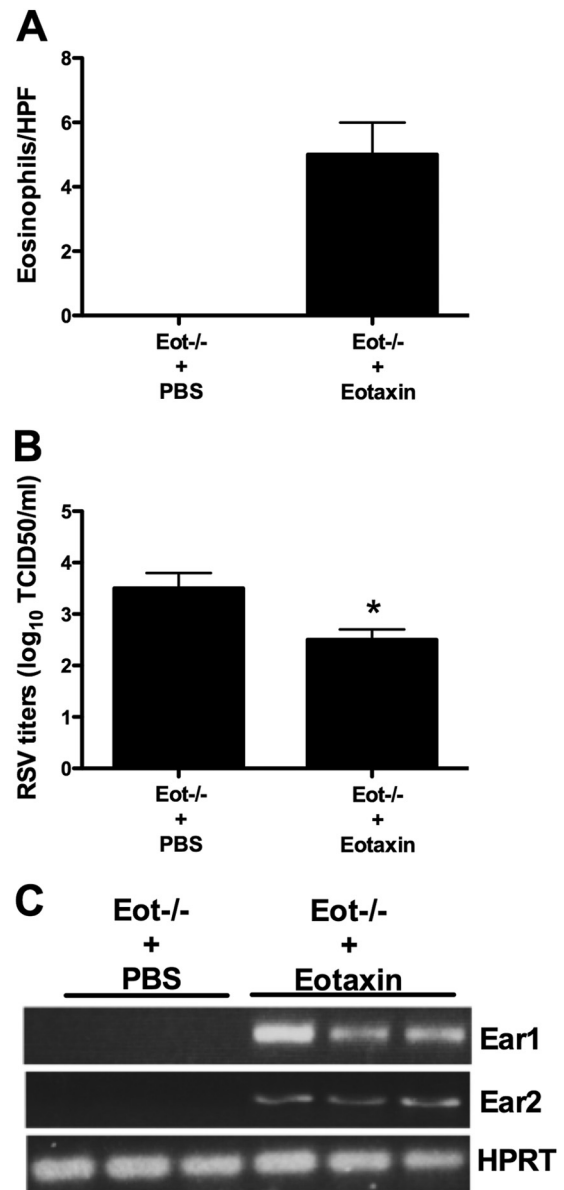 A
Eosinophils/HPF
8
6
4
2
0
Eot-/-
+
PBS
Eot-/-
+
Eotaxin
B
RSV titers (log10 TCID50/ml)
5
4
3
2
1
0
*
Eot-/-
+
PBS
Eot-/-
+
Eotaxin
C
Eot-/-
+
PBS
Eot-/-
+
Eotaxin
Ear1
Ear2
HPRT